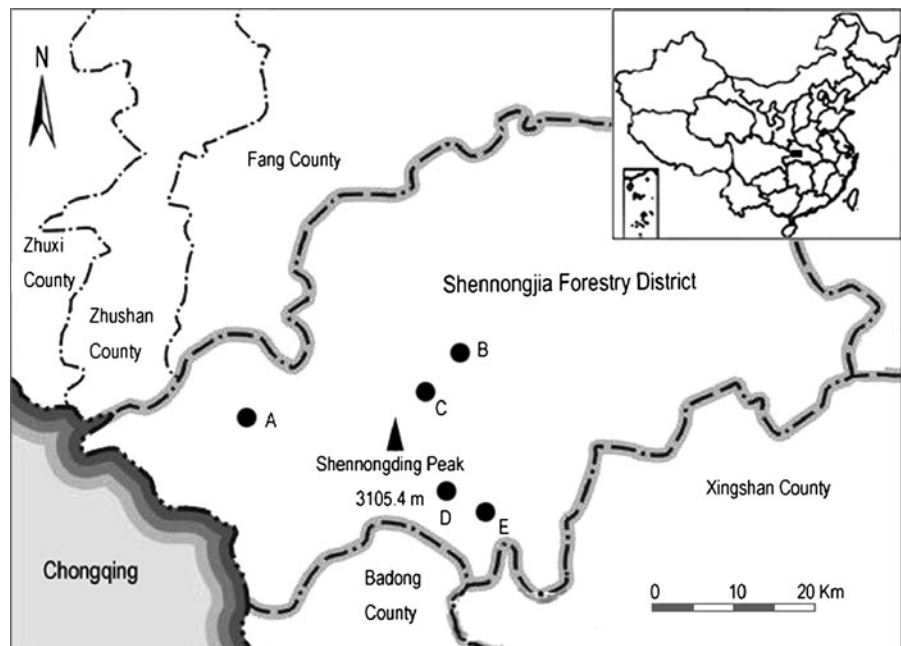 N
Fang County
Zhuxi
County
Zhushan
County
Shennongjia Forestry District
B
C
A
Shennongding Peak
3105.4 m
D
E
Xingshan County
Chongqing
Badong
County
0 10 20 Km